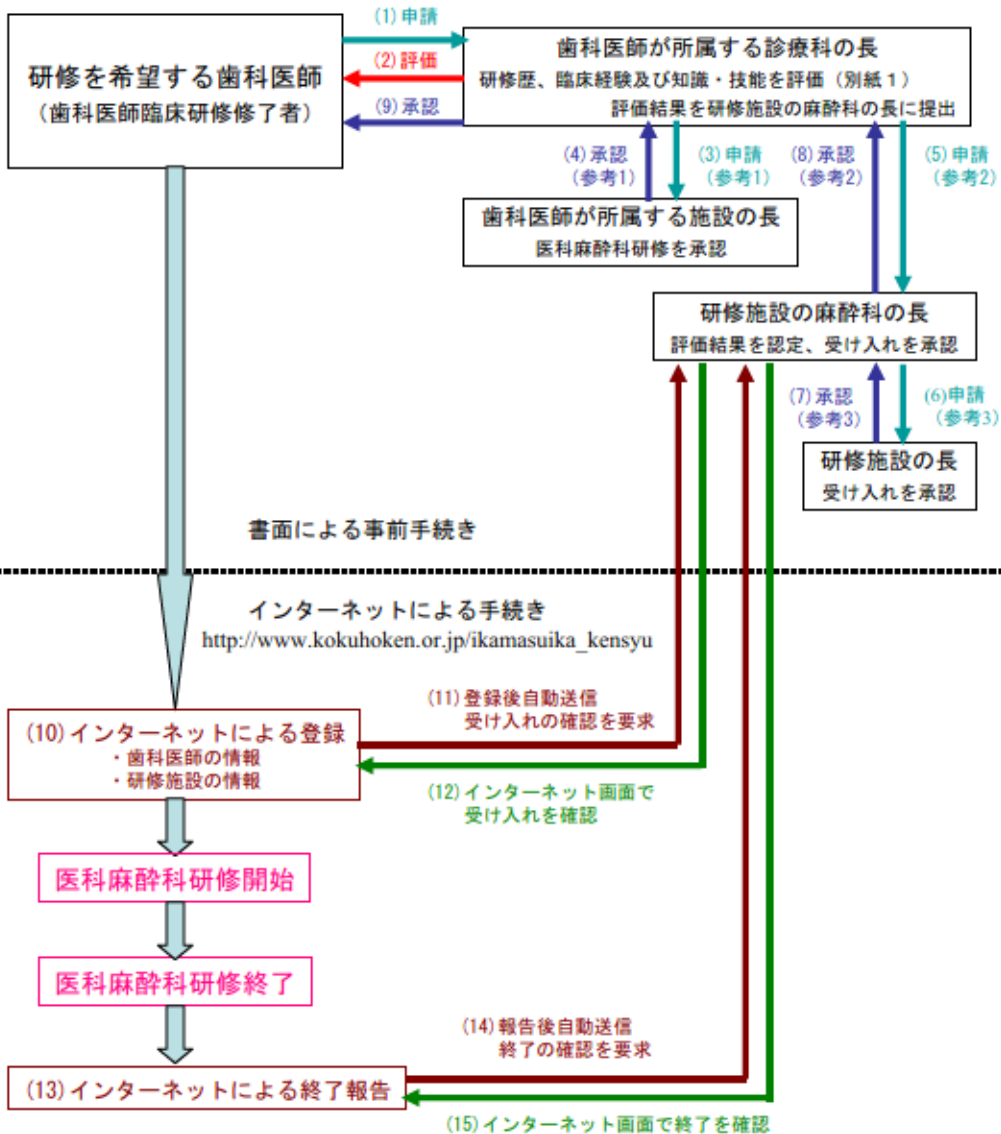 (1)申請
研修を希望する歯科医師
(歯科医師臨床研修修了者)
(2)評価
(9)承認
歯科医師が所属する診療科の長
研修歴、臨床経験及び知識・技能を評価(別紙1)
評価結果を研修施設の麻酔科の長に提出
(4)承認
(参考1)
(3)申請
(参考1)
(8)承認
(参考2)
(5)申請
(参考2)
歯科医師が所属する施設の長
医科麻酔科研修を承認
研修施設の麻酔科の長
評価結果を認定、受け入れを承認
(7)承認
(参考3)
(6)申請
(参考3)
研修施設の長
受け入れを承認
書面による事前手続き
インターネットによる手続き
http://www.kokuhoken.or.jp/ikamasuika_kensyu
(11)登録後自動送信
受け入れの確認を要求
(10)インターネットによる登録
・歯科医師の情報
・研修施設の情報
(12)インターネット画面で
受け入れを確認
医科麻酔科研修開始
医科麻酔科研修終了
(14)報告後自動送信
終了の確認を要求
(13)インターネットによる終了報告
(15)インターネット画面で終了を確認